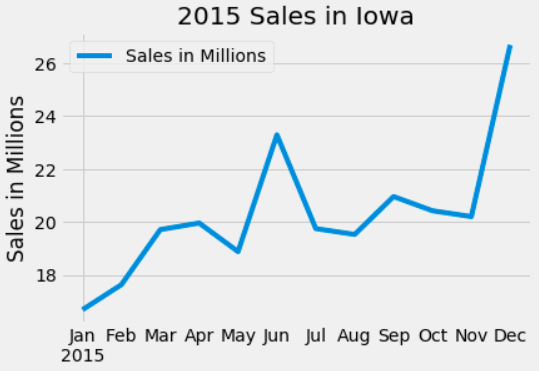 2015 Sales in Iowa
Sales in Millions
Sales in Millions
26
24
22
20
18
Jan Feb Mar Apr May Jun Jul Aug Sep Oct Nov Dec
2015